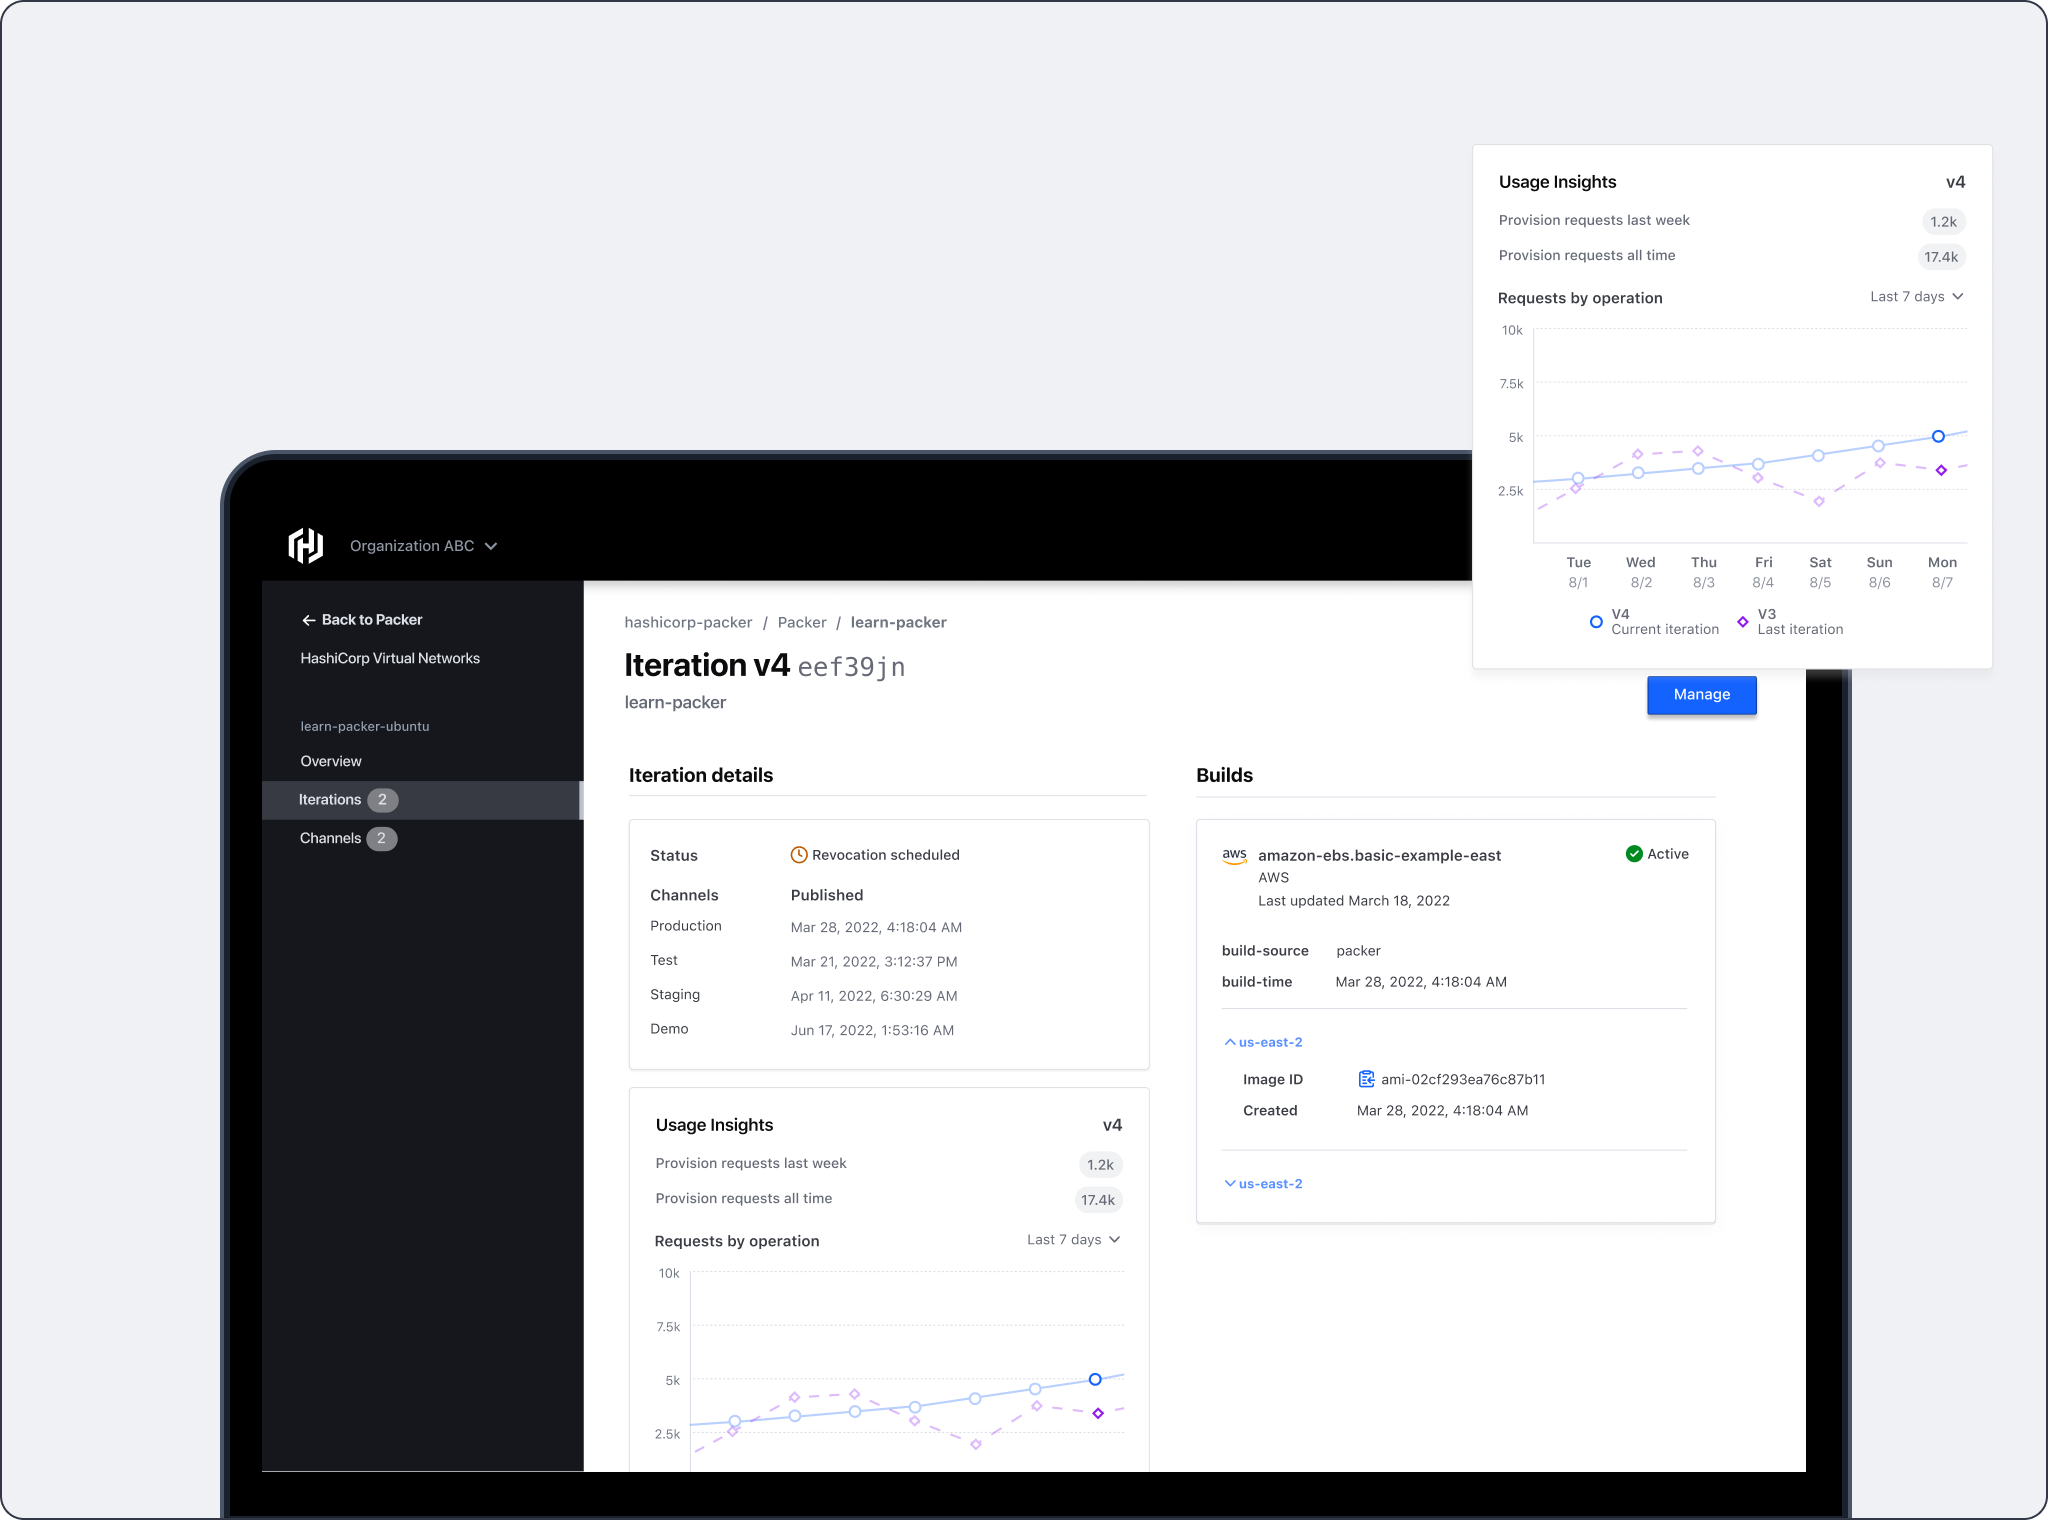 Usage Insights v4
Provision requests last week 1.2k
Provision requests all time 17.4k
Requests by operation Last 7 days
10k
7.5k
5k
2.5k
Tue Wed Thu Fri Sat Sun Mon
8/1 8/2 8/3 8/4 8/5 8/6 8/7
V4 V3
Current iteration Last iteration
Organization ABC
Back to Packer
HashiCorp Virtual Networks
learn-packer-ubuntu
Overview
Iterations 2
Channels 2
hashicorp-packer / Packer / learn-packer
Iteration v4 eef39jn
learn-packer
Manage
Iteration details
Status Revocation scheduled
Channels Published
Production Mar 28, 2022, 4:18:04 AM
Test Mar 21, 2022, 3:12:37 PM
Staging Apr 11, 2022, 6:30:29 AM
Demo Jun 17, 2022, 1:53:16 AM
Usage Insights v4
Provision requests last week 1.2k
Provision requests all time 17.4k
Requests by operation Last 7 days
10k
7.5k
5k
2.5k
Builds
aws amazon-ebs.basic-example-east Active
AWS
Last updated March 18, 2022
build-source packer
build-time Mar 28, 2022, 4:18:04 AM
us-east-2
Image ID ami-02cf293ea76c87b11
Created Mar 28, 2022, 4:18:04 AM
us-east-2